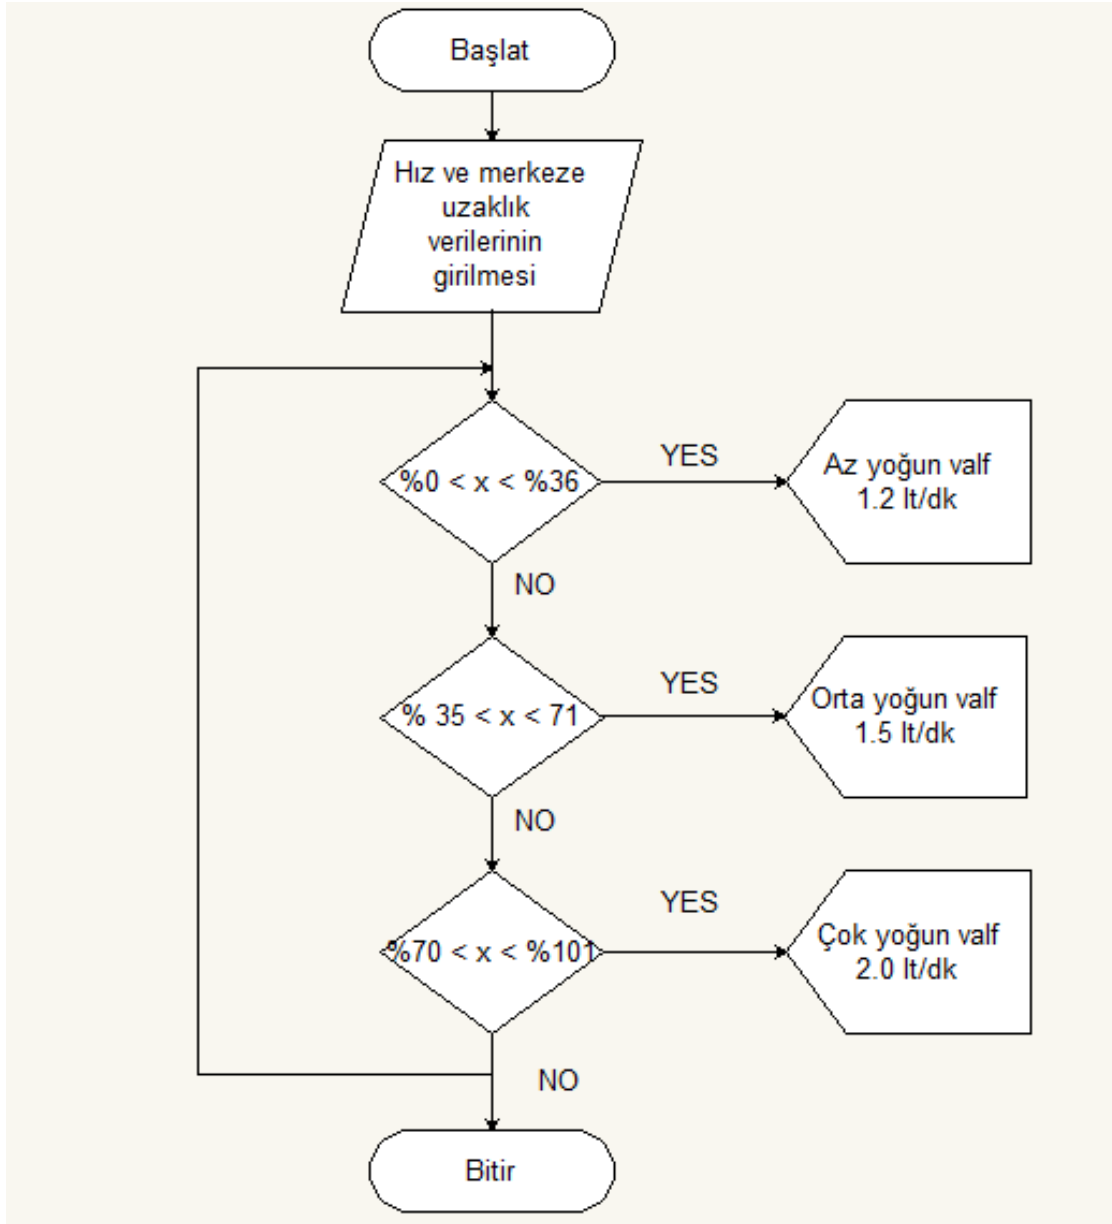 Başlat
Hız ve merkeze
uzaklık
verilerinin
girilmesi
%0 < x < %36
YES
Az yoğun valf
1.2 lt/dk
NO
% 35 < x < 71
YES
Orta yoğun valf
1.5 lt/dk
NO
%70 < x < %101
YES
Çok yoğun valf
2.0 lt/dk
NO
Bitir